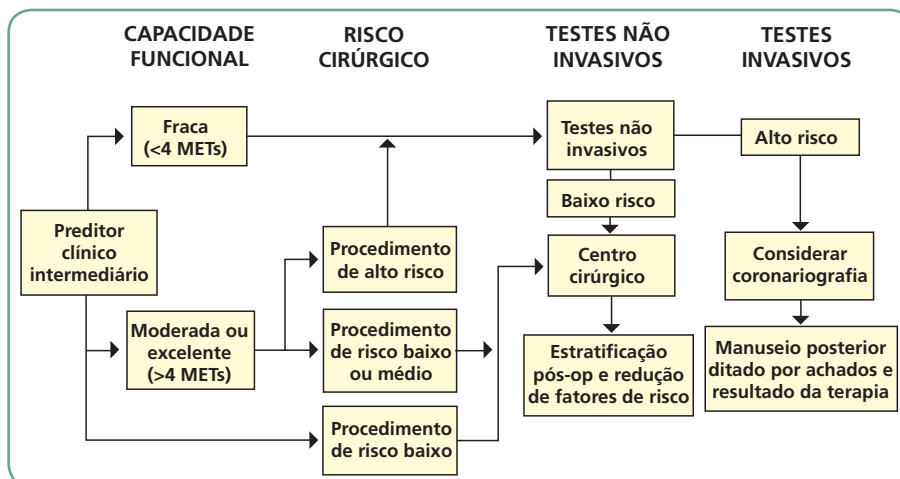 CAPACIDADE
FUNCIONAL
RISCO
CIRÚRGICO
TESTES NÃO
INVASIVOS
TESTES
INVASIVOS
Fraca
(<4 METs)
Testes não
invasivos
Alto risco
Baixo risco
Preditor
clínico
intermediário
Procedimento
de alto risco
Centro
cirúrgico
Considerar
coronariografia
Moderada ou
excelente
(>4 METs)
Procedimento
de risco baixo
ou médio
Estratificação
pós-op e redução
de fatores de risco
Manuseio posterior
ditado por achados e
resultado da terapia
Procedimento
de risco baixo